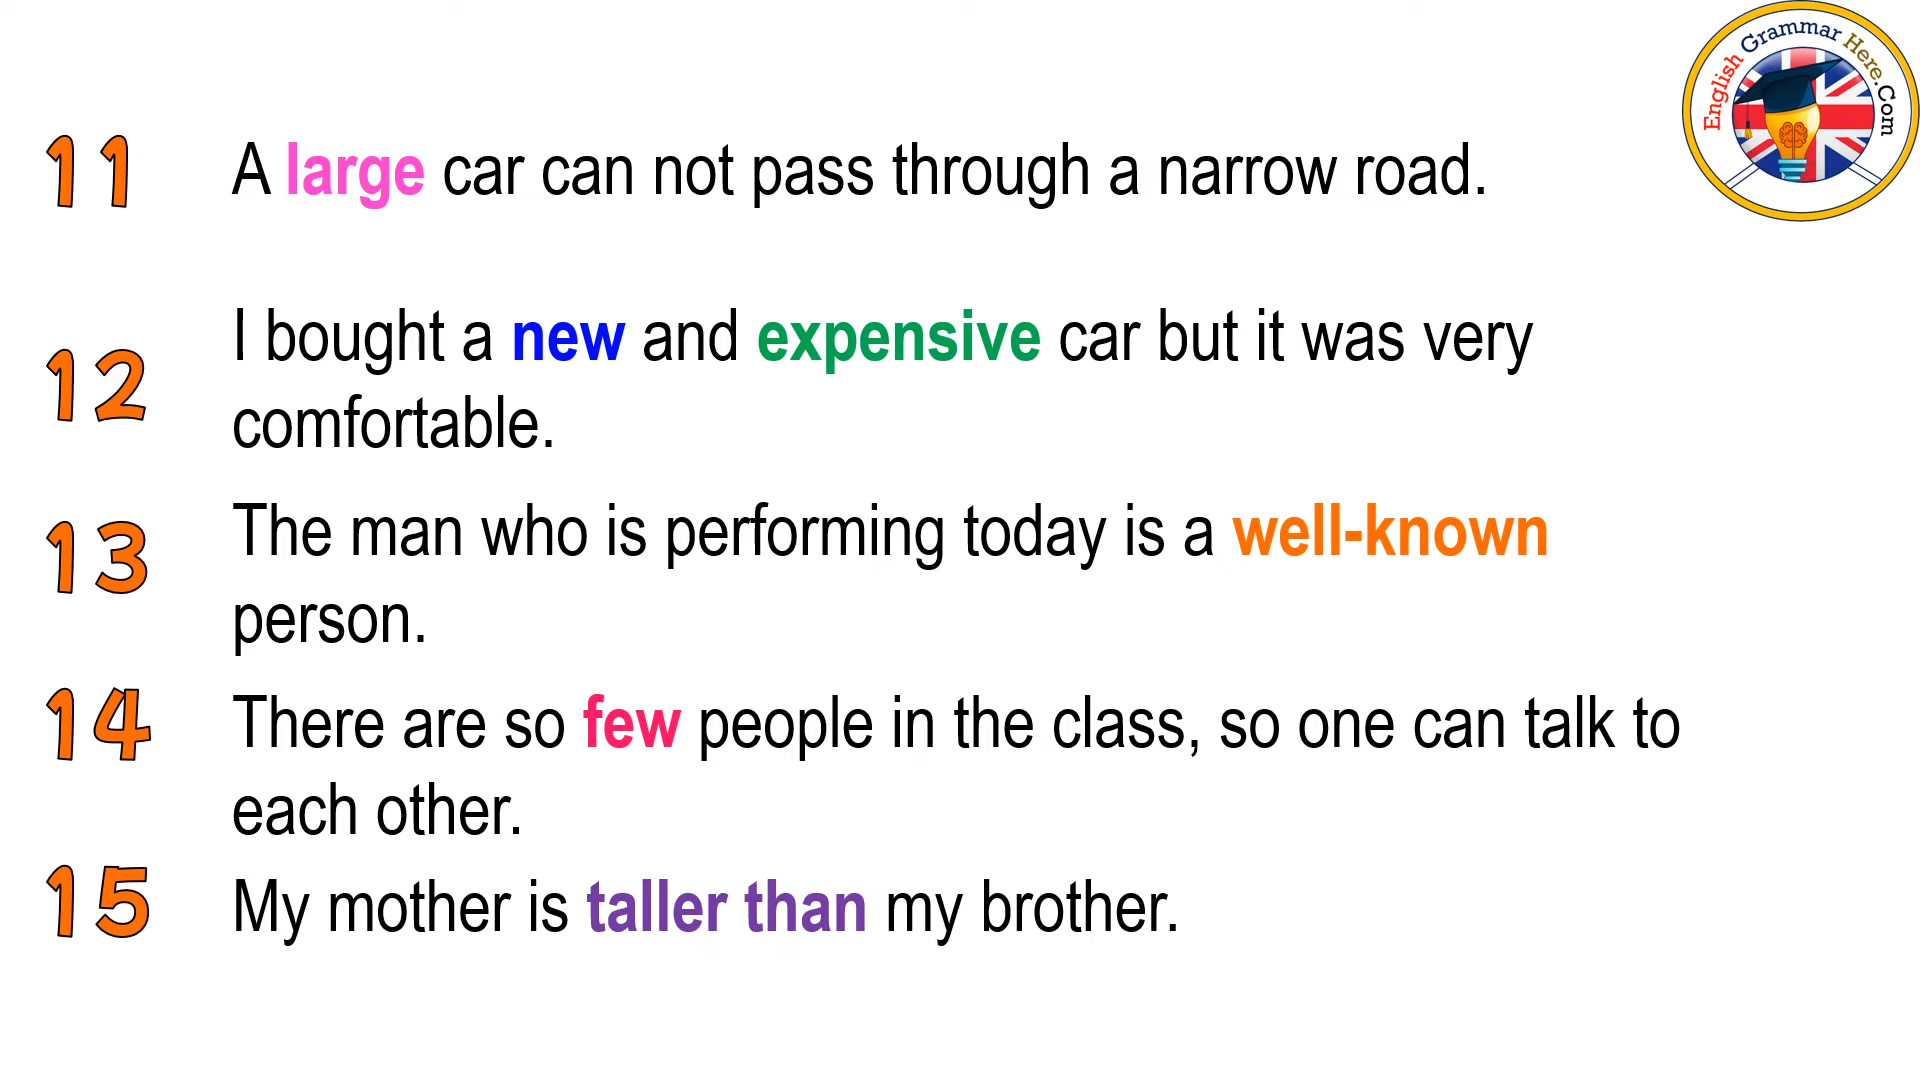 English Grammar Here.Com
11 A large car can not pass through a narrow road.
12 I bought a new and expensive car but it was very
comfortable.
13 The man who is performing today is a well-known
person.
14 There are so few people in the class, so one can talk to
each other.
15 My mother is taller than my brother.